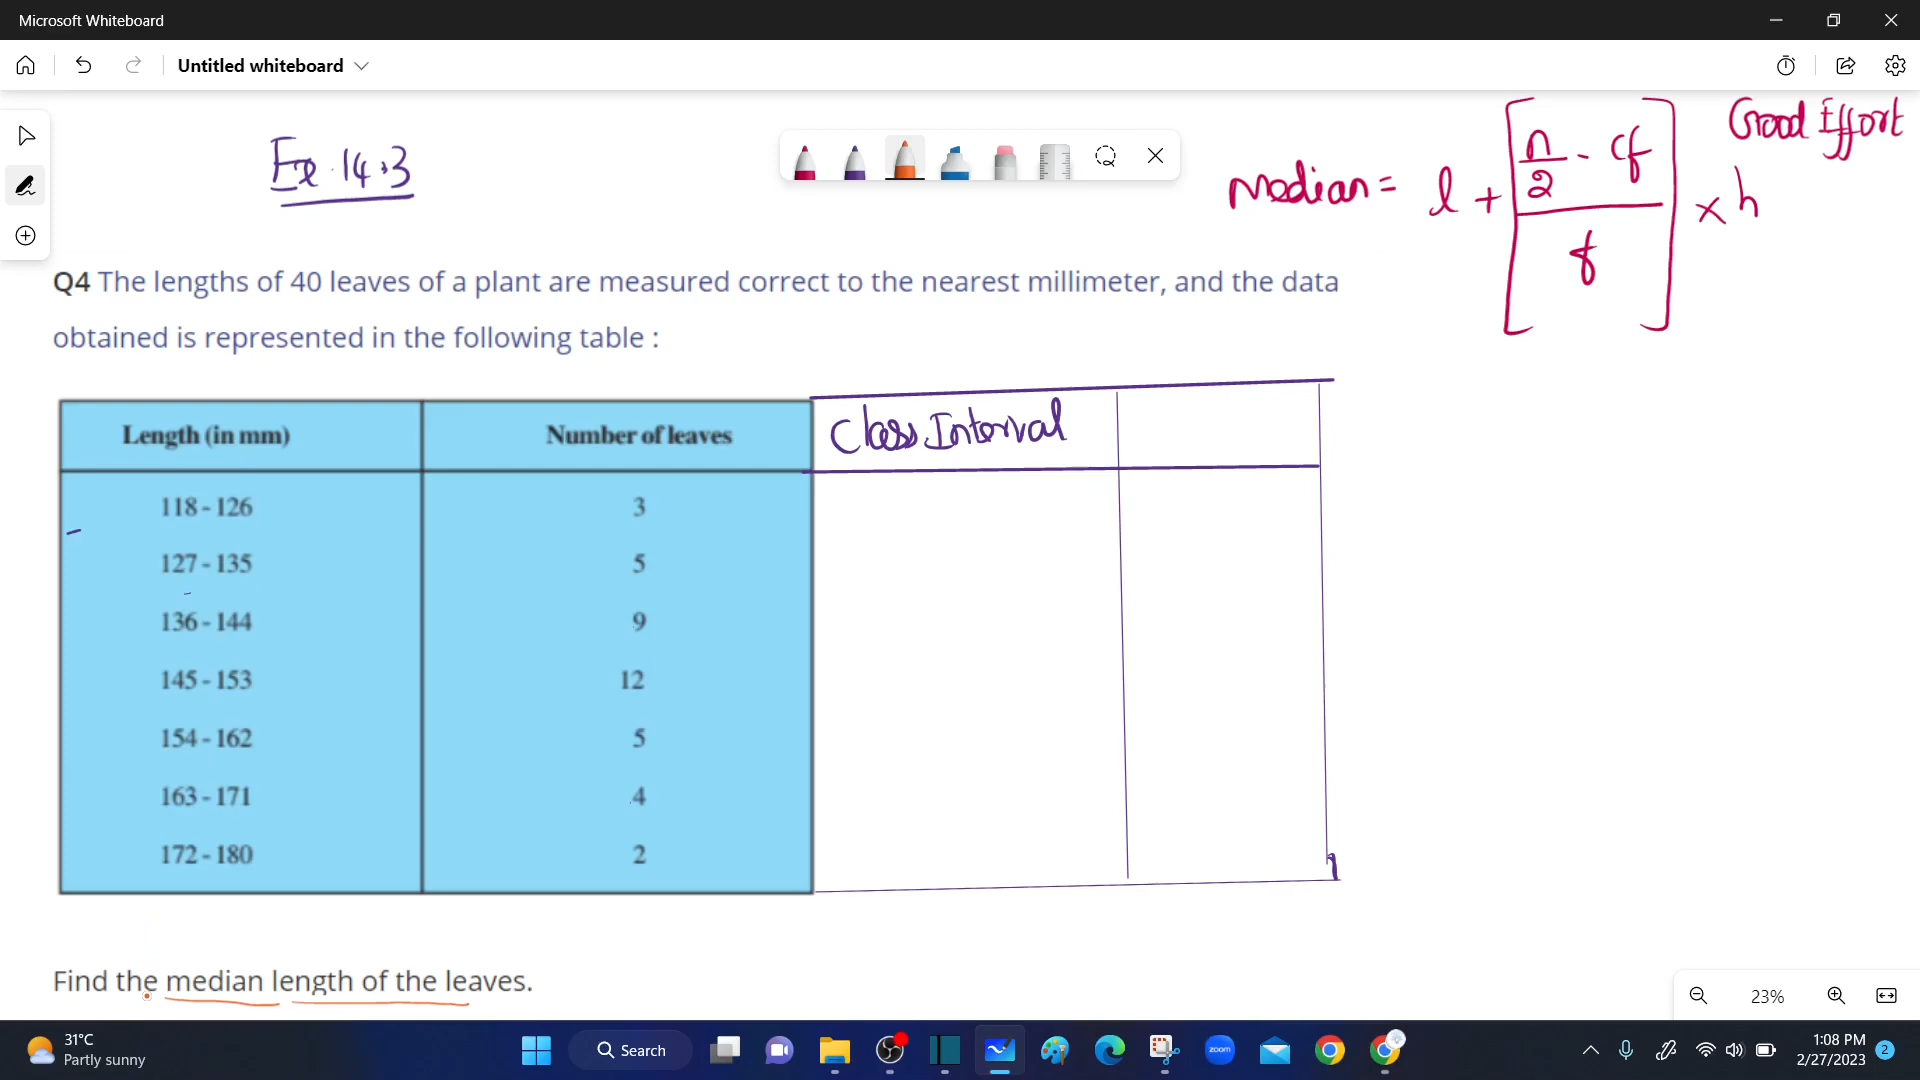 Microsoft Whiteboard
Untitled whiteboard
Ex. 14.3
Good Effort
Median = l + [ n/2 - cf / f ] × h
Q4 The lengths of 40 leaves of a plant are measured correct to the nearest millimeter, and the data
obtained is represented in the following table :
Length (in mm) Number of leaves Class Interval
118 - 126 3
127 - 135 5
136 - 144 9
145 - 153 12
154 - 162 5
163 - 171 4
172 - 180 2
Find the median length of the leaves.
23%
31°C
Partly sunny
Search
zoom
1:08 PM
2/27/2023
2